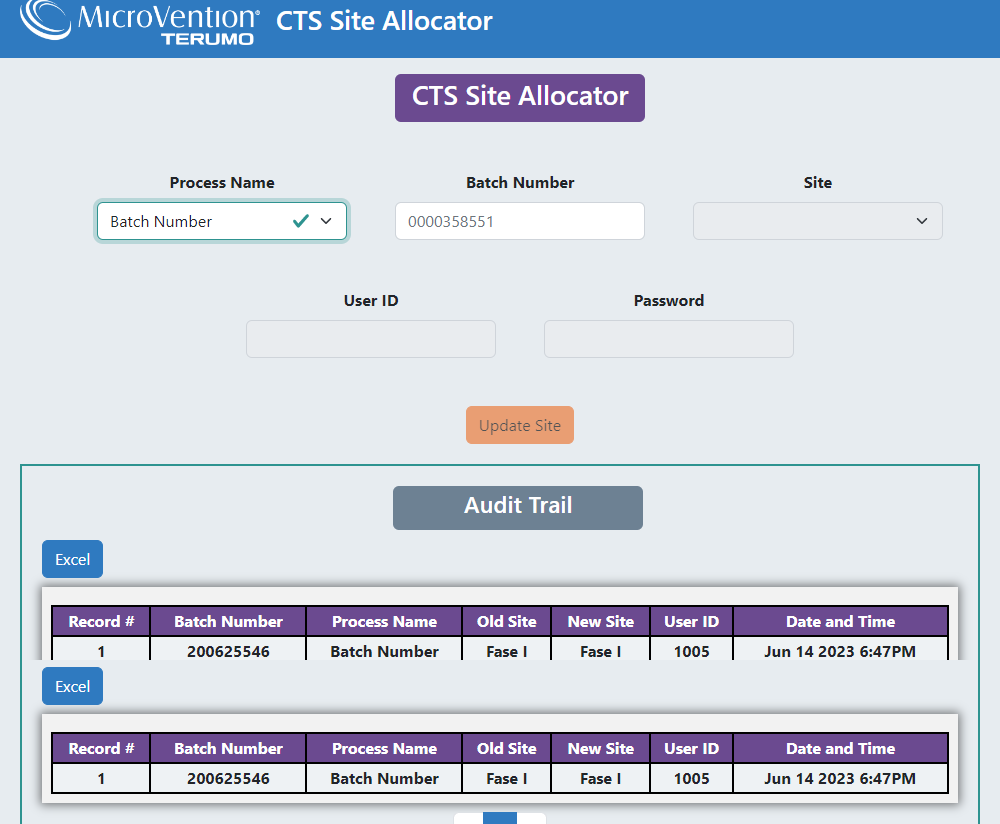 MICROVENTION® CTS Site Allocator
TERUMO
CTS Site Allocator
Process Name Batch Number Site
Batch Number 0000358551
User ID Password
Update Site
Audit Trail
Excel
Record # Batch Number Process Name Old Site New Site User ID Date and Time
1 200625546 Batch Number Fase I Fase I 1005 Jun 14 2023 6:47PM
Excel
Record # Batch Number Process Name Old Site New Site User ID Date and Time
1 200625546 Batch Number Fase I Fase I 1005 Jun 14 2023 6:47PM